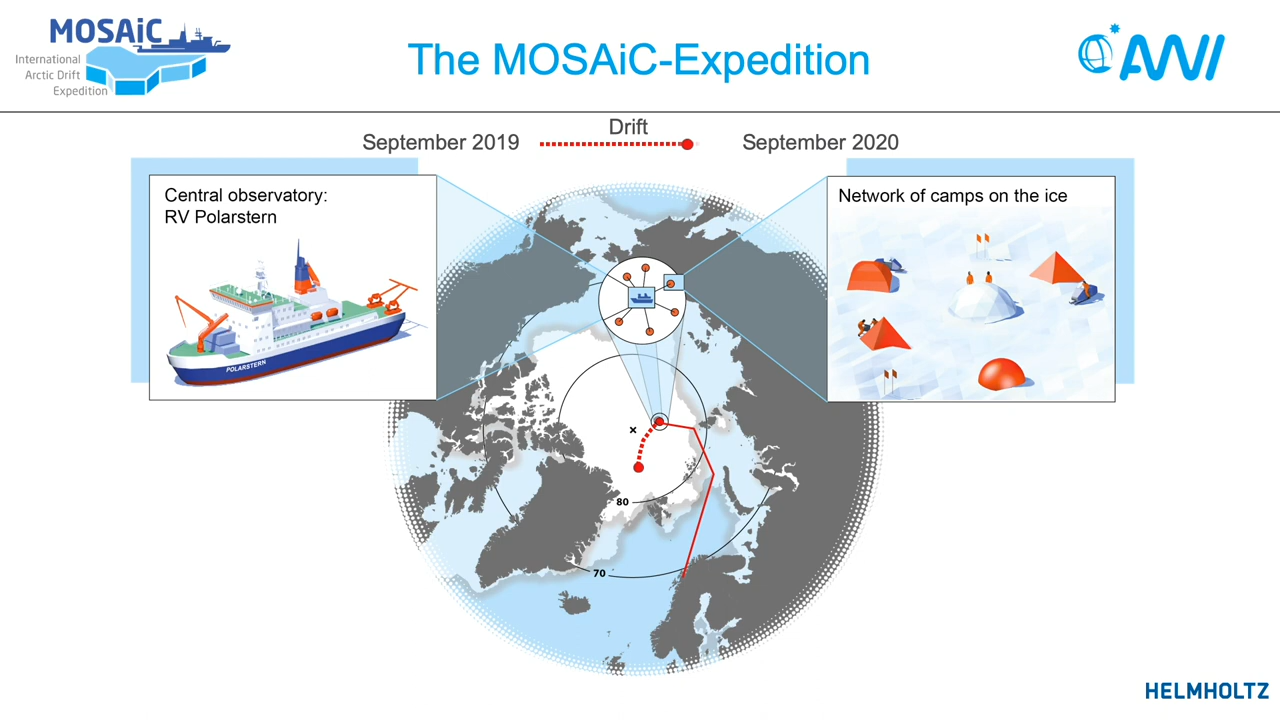 MOSAiC
International
Arctic Drift
Expedition
The MOSAiC-Expedition
AWI
September 2019
Drift
September 2020
Central observatory:
RV Polarstern
POLARSTERN
Network of camps on the ice
×
80
70
HELMHOLTZ